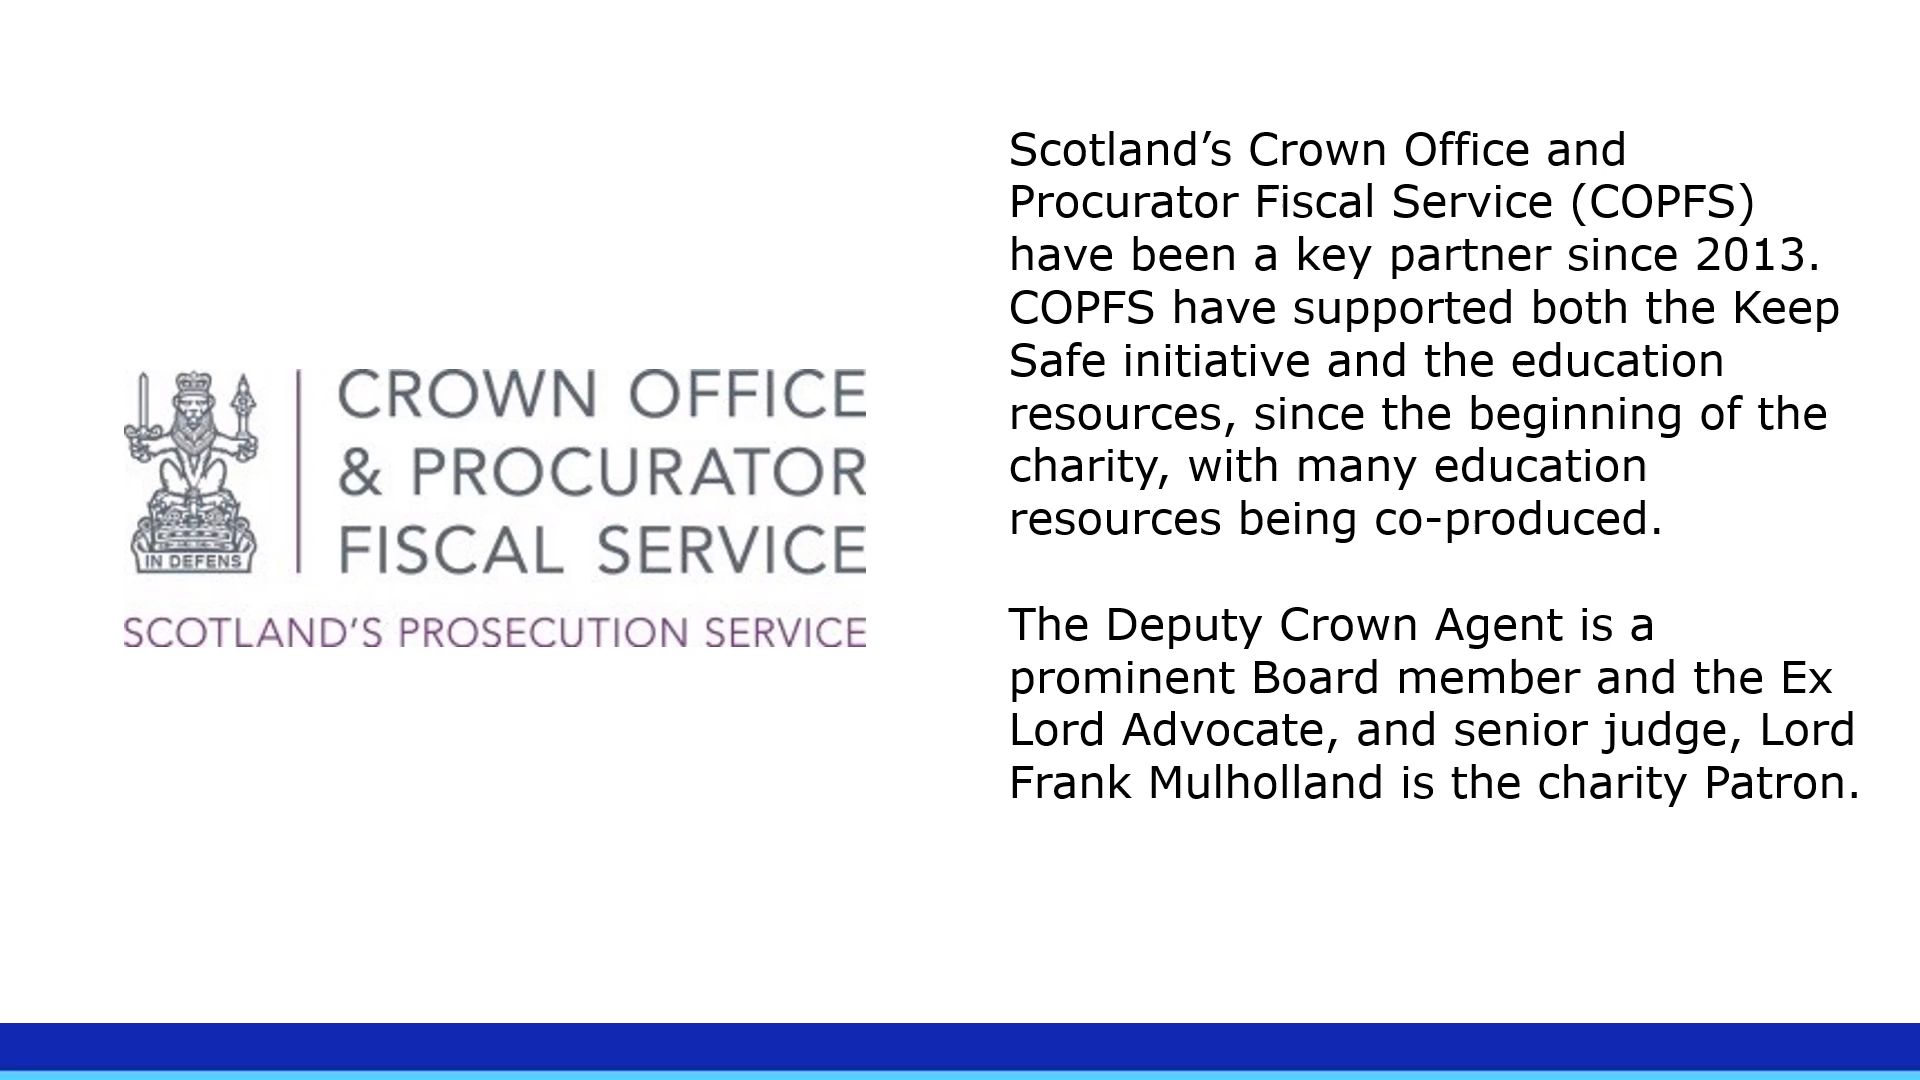 CROWN OFFICE
& PROCURATOR
FISCAL SERVICE
IN DEFENS
SCOTLAND'S PROSECUTION SERVICE
Scotland’s Crown Office and
Procurator Fiscal Service (COPFS)
have been a key partner since 2013.
COPFS have supported both the Keep
Safe initiative and the education
resources, since the beginning of the
charity, with many education
resources being co-produced.
The Deputy Crown Agent is a
prominent Board member and the Ex
Lord Advocate, and senior judge, Lord
Frank Mulholland is the charity Patron.